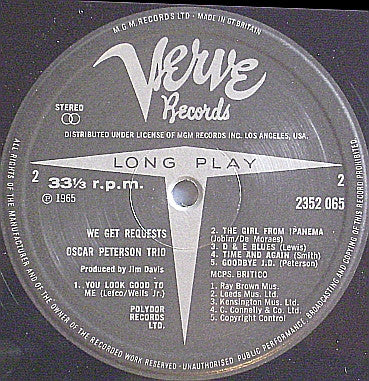 M.G.M. RECORDS LTD · MADE IN GT BRITAIN
Verve
Records
STEREO
DISTRIBUTED UNDER LICENSE OF MGM RECORDS INC. LOS ANGELES, USA.
LONG PLAY
2
33⅓ r.p.m.
℗ 1965
2
2352 065
WE GET REQUESTS
OSCAR PETERSON TRIO
Produced by Jim Davis
1. YOU LOOK GOOD TO
ME (Lefco/Wells Jr.)
POLYDOR
RECORDS
LTD.
2. THE GIRL FROM IPANEMA
(Jobim/De Moraes)
3. D & E BLUES (Lewis)
4. TIME AND AGAIN (Smith)
5. GOODBYE J.D. (Peterson)
MCPS. BRITICO
1. Ray Brown Mus.
2. Leeds Mus. Ltd.
3. Kensington Mus. Ltd.
4. C. Connelly & Co. Ltd.
5. Copyright Control
ALL RIGHTS OF THE MANUFACTURER AND OF THE OWNER OF THE RECORDED WORK RESERVED - UNAUTHORISED PUBLIC PERFORMANCE, BROADCASTING AND COPYING OF THIS RECORD PROHIBITED